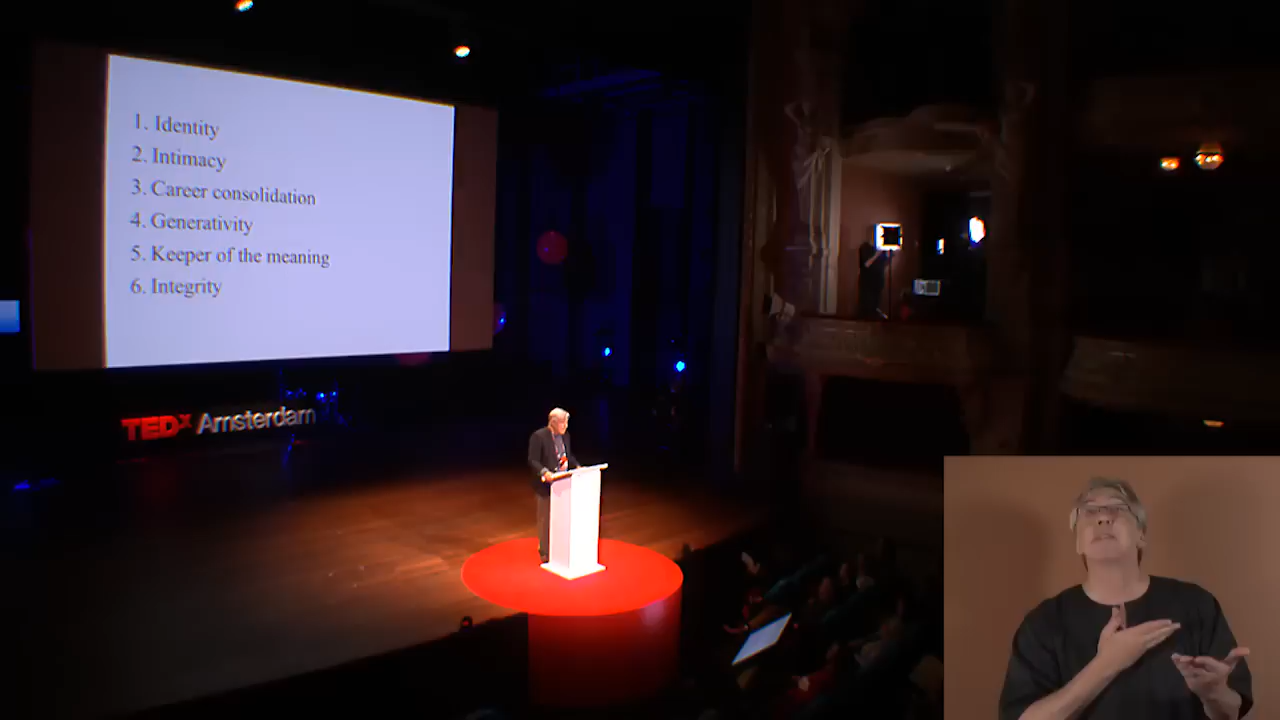 1. Identity
2. Intimacy
3. Career consolidation
4. Generativity
5. Keeper of the meaning
6. Integrity
TEDx Amsterdam